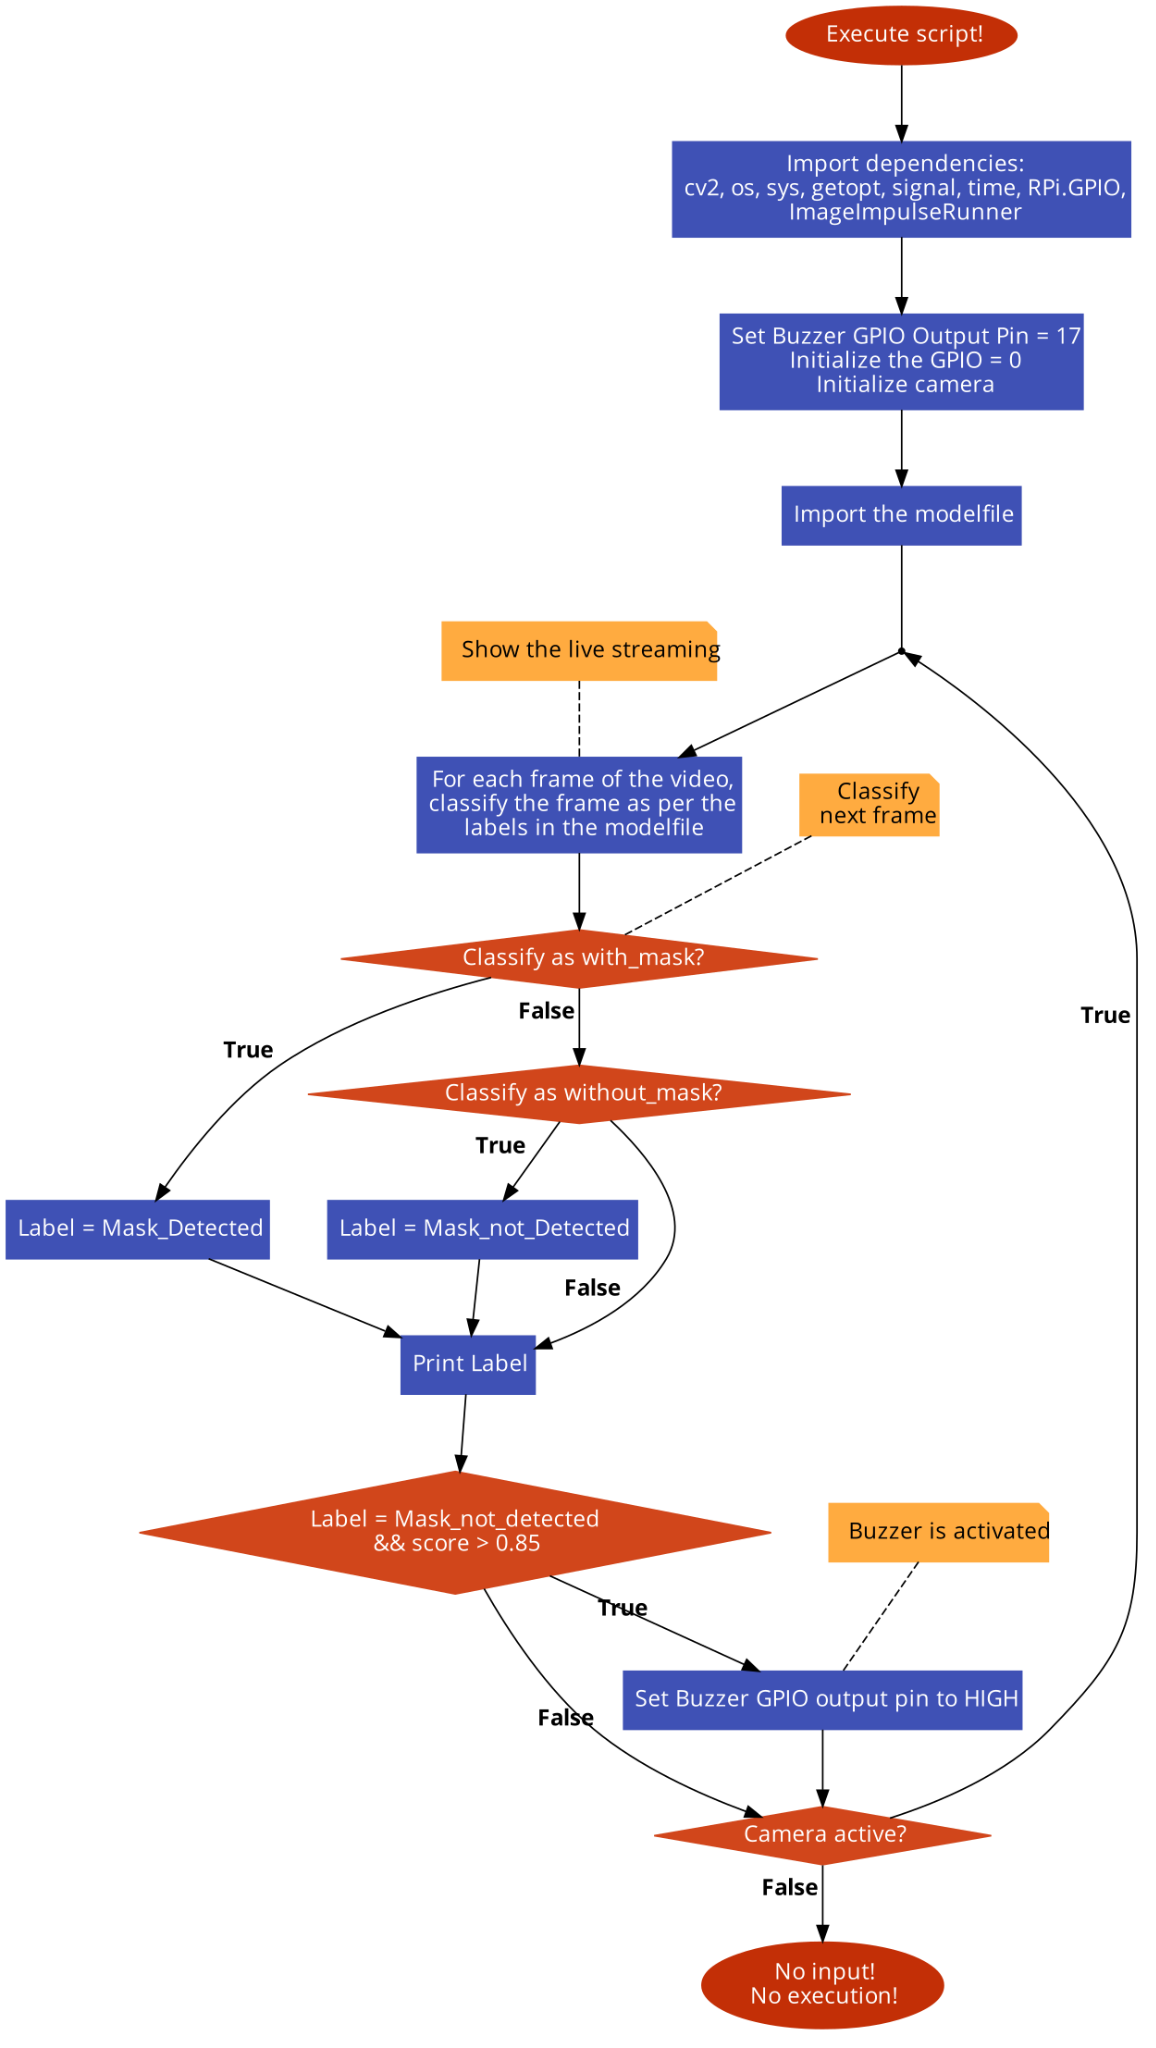 Execute script!
Import dependencies:
cv2, os, sys, getopt, signal, time, RPi.GPIO,
ImageImpulseRunner
Set Buzzer GPIO Output Pin = 17
Initialize the GPIO = 0
Initialize camera
Import the modelfile
Show the live streaming
For each frame of the video,
classify the frame as per the
labels in the modelfile
Classify
next frame
Classify as with_mask?
False
True
True
Classify as without_mask?
True
Label = Mask_Detected
Label = Mask_not_Detected
False
Print Label
Label = Mask_not_detected
&& score > 0.85
Buzzer is activated
True
Set Buzzer GPIO output pin to HIGH
False
Camera active?
False
No input!
No execution!